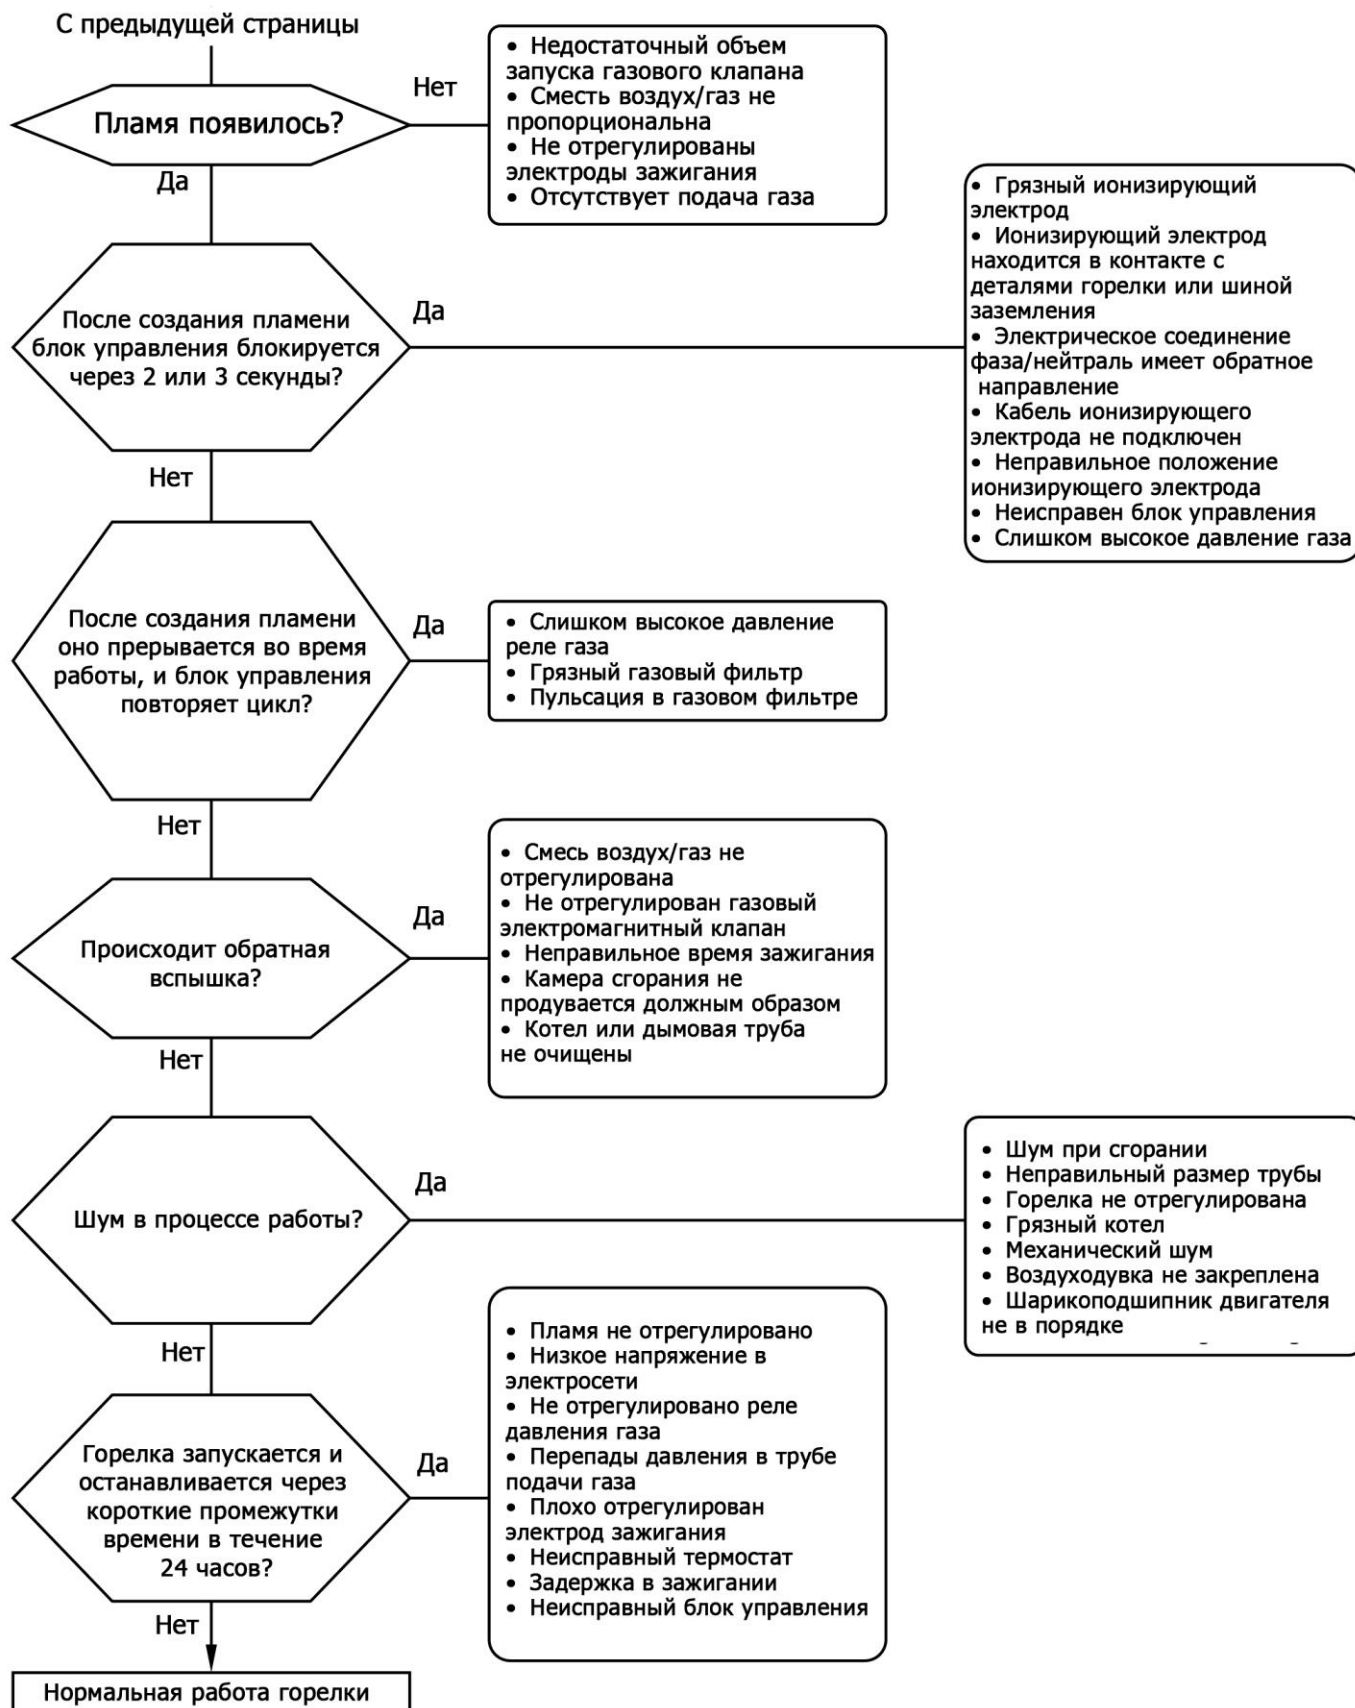 С предыдущей страницы
Пламя появилось?
Нет
• Недостаточный объем
запуска газового клапана
• Сместь воздух/газ не
пропорциональна
• Не отрегулированы
электроды зажигания
• Отсутствует подача газа
Да
После создания пламени
блок управления блокируется
через 2 или 3 секунды?
Да
• Грязный ионизирующий
электрод
• Ионизирующий электрод
находится в контакте с
деталями горелки или шиной
заземления
• Электрическое соединение
фаза/нейтраль имеет обратное
направление
• Кабель ионизирующего
электрода не подключен
• Неправильное положение
ионизирующего электрода
• Неисправен блок управления
• Слишком высокое давление газа
Нет
После создания пламени
оно прерывается во время
работы, и блок управления
повторяет цикл?
Да
• Слишком высокое давление
реле газа
• Грязный газовый фильтр
• Пульсация в газовом фильтре
Нет
Происходит обратная
вспышка?
Да
• Смесь воздух/газ не
отрегулирована
• Не отрегулирован газовый
электромагнитный клапан
• Неправильное время зажигания
• Камера сгорания не
продувается должным образом
• Котел или дымовая труба
не очищены
Нет
Шум в процессе работы?
Да
• Шум при сгорании
• Неправильный размер трубы
• Горелка не отрегулирована
• Грязный котел
• Механический шум
• Воздуходувка не закреплена
• Шарикоподшипник двигателя
не в порядке
Нет
Горелка запускается и
останавливается через
короткие промежутки
времени в течение
24 часов?
Да
• Пламя не отрегулировано
• Низкое напряжение в
электросети
• Не отрегулировано реле
давления газа
• Перепады давления в трубе
подачи газа
• Плохо отрегулирован
электрод зажигания
• Неисправный термостат
• Задержка в зажигании
• Неисправный блок управления
Нет
Нормальная работа горелки